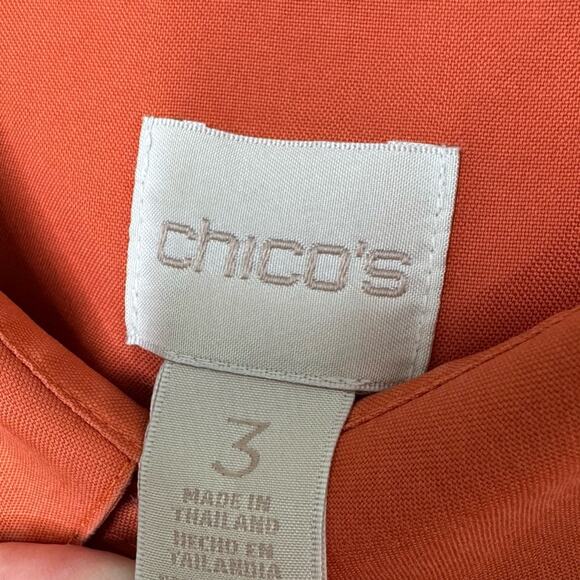 chico's
3
MADE IN
THAILAND
HECHO EN
TAILANDIA